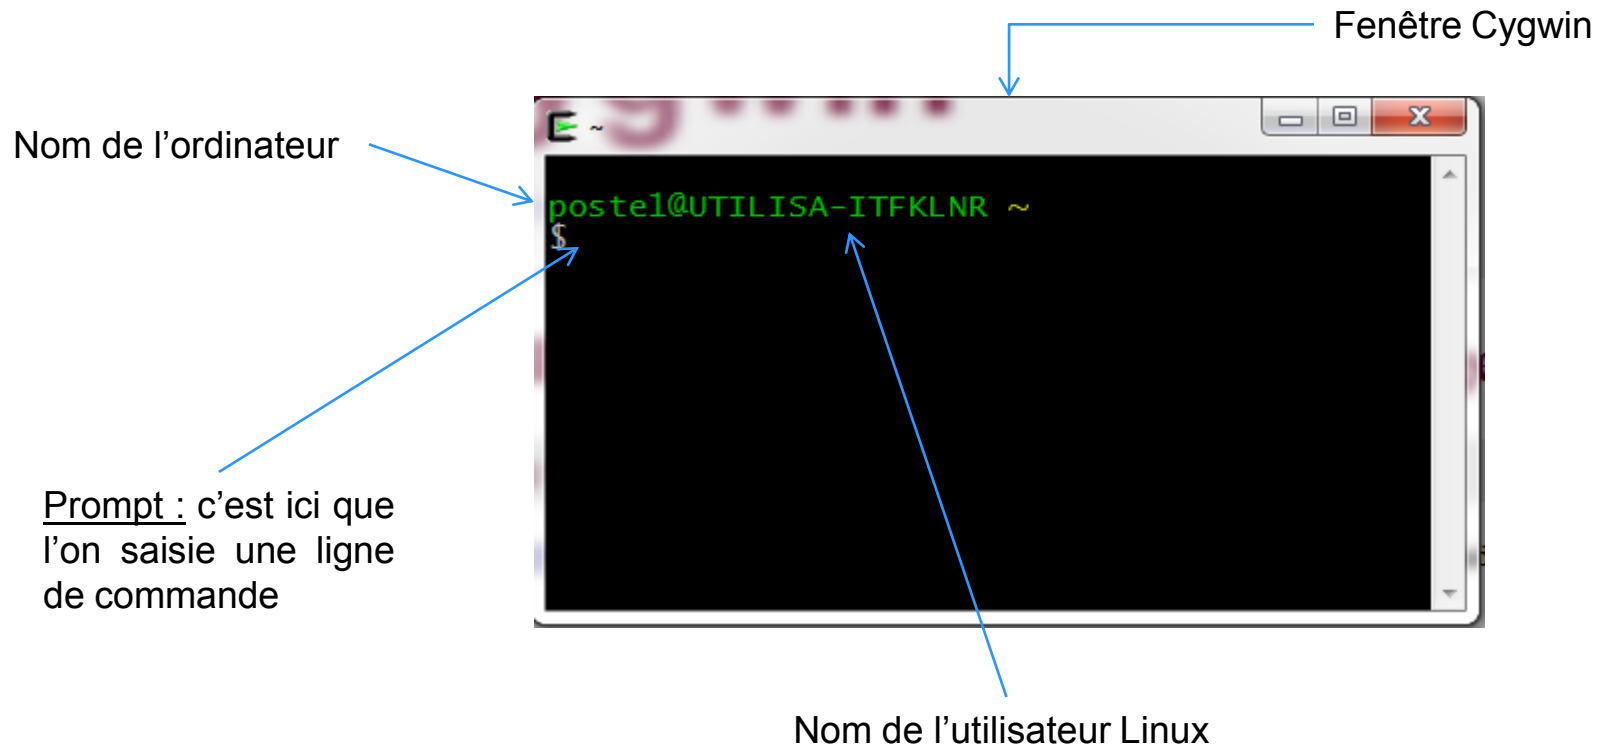 Fenêtre Cygwin
Nom de l’ordinateur
~
poste1@UTILISA-ITFKLNR ~
$
Prompt : c’est ici que
l’on saisie une ligne
de commande
Nom de l’utilisateur Linux